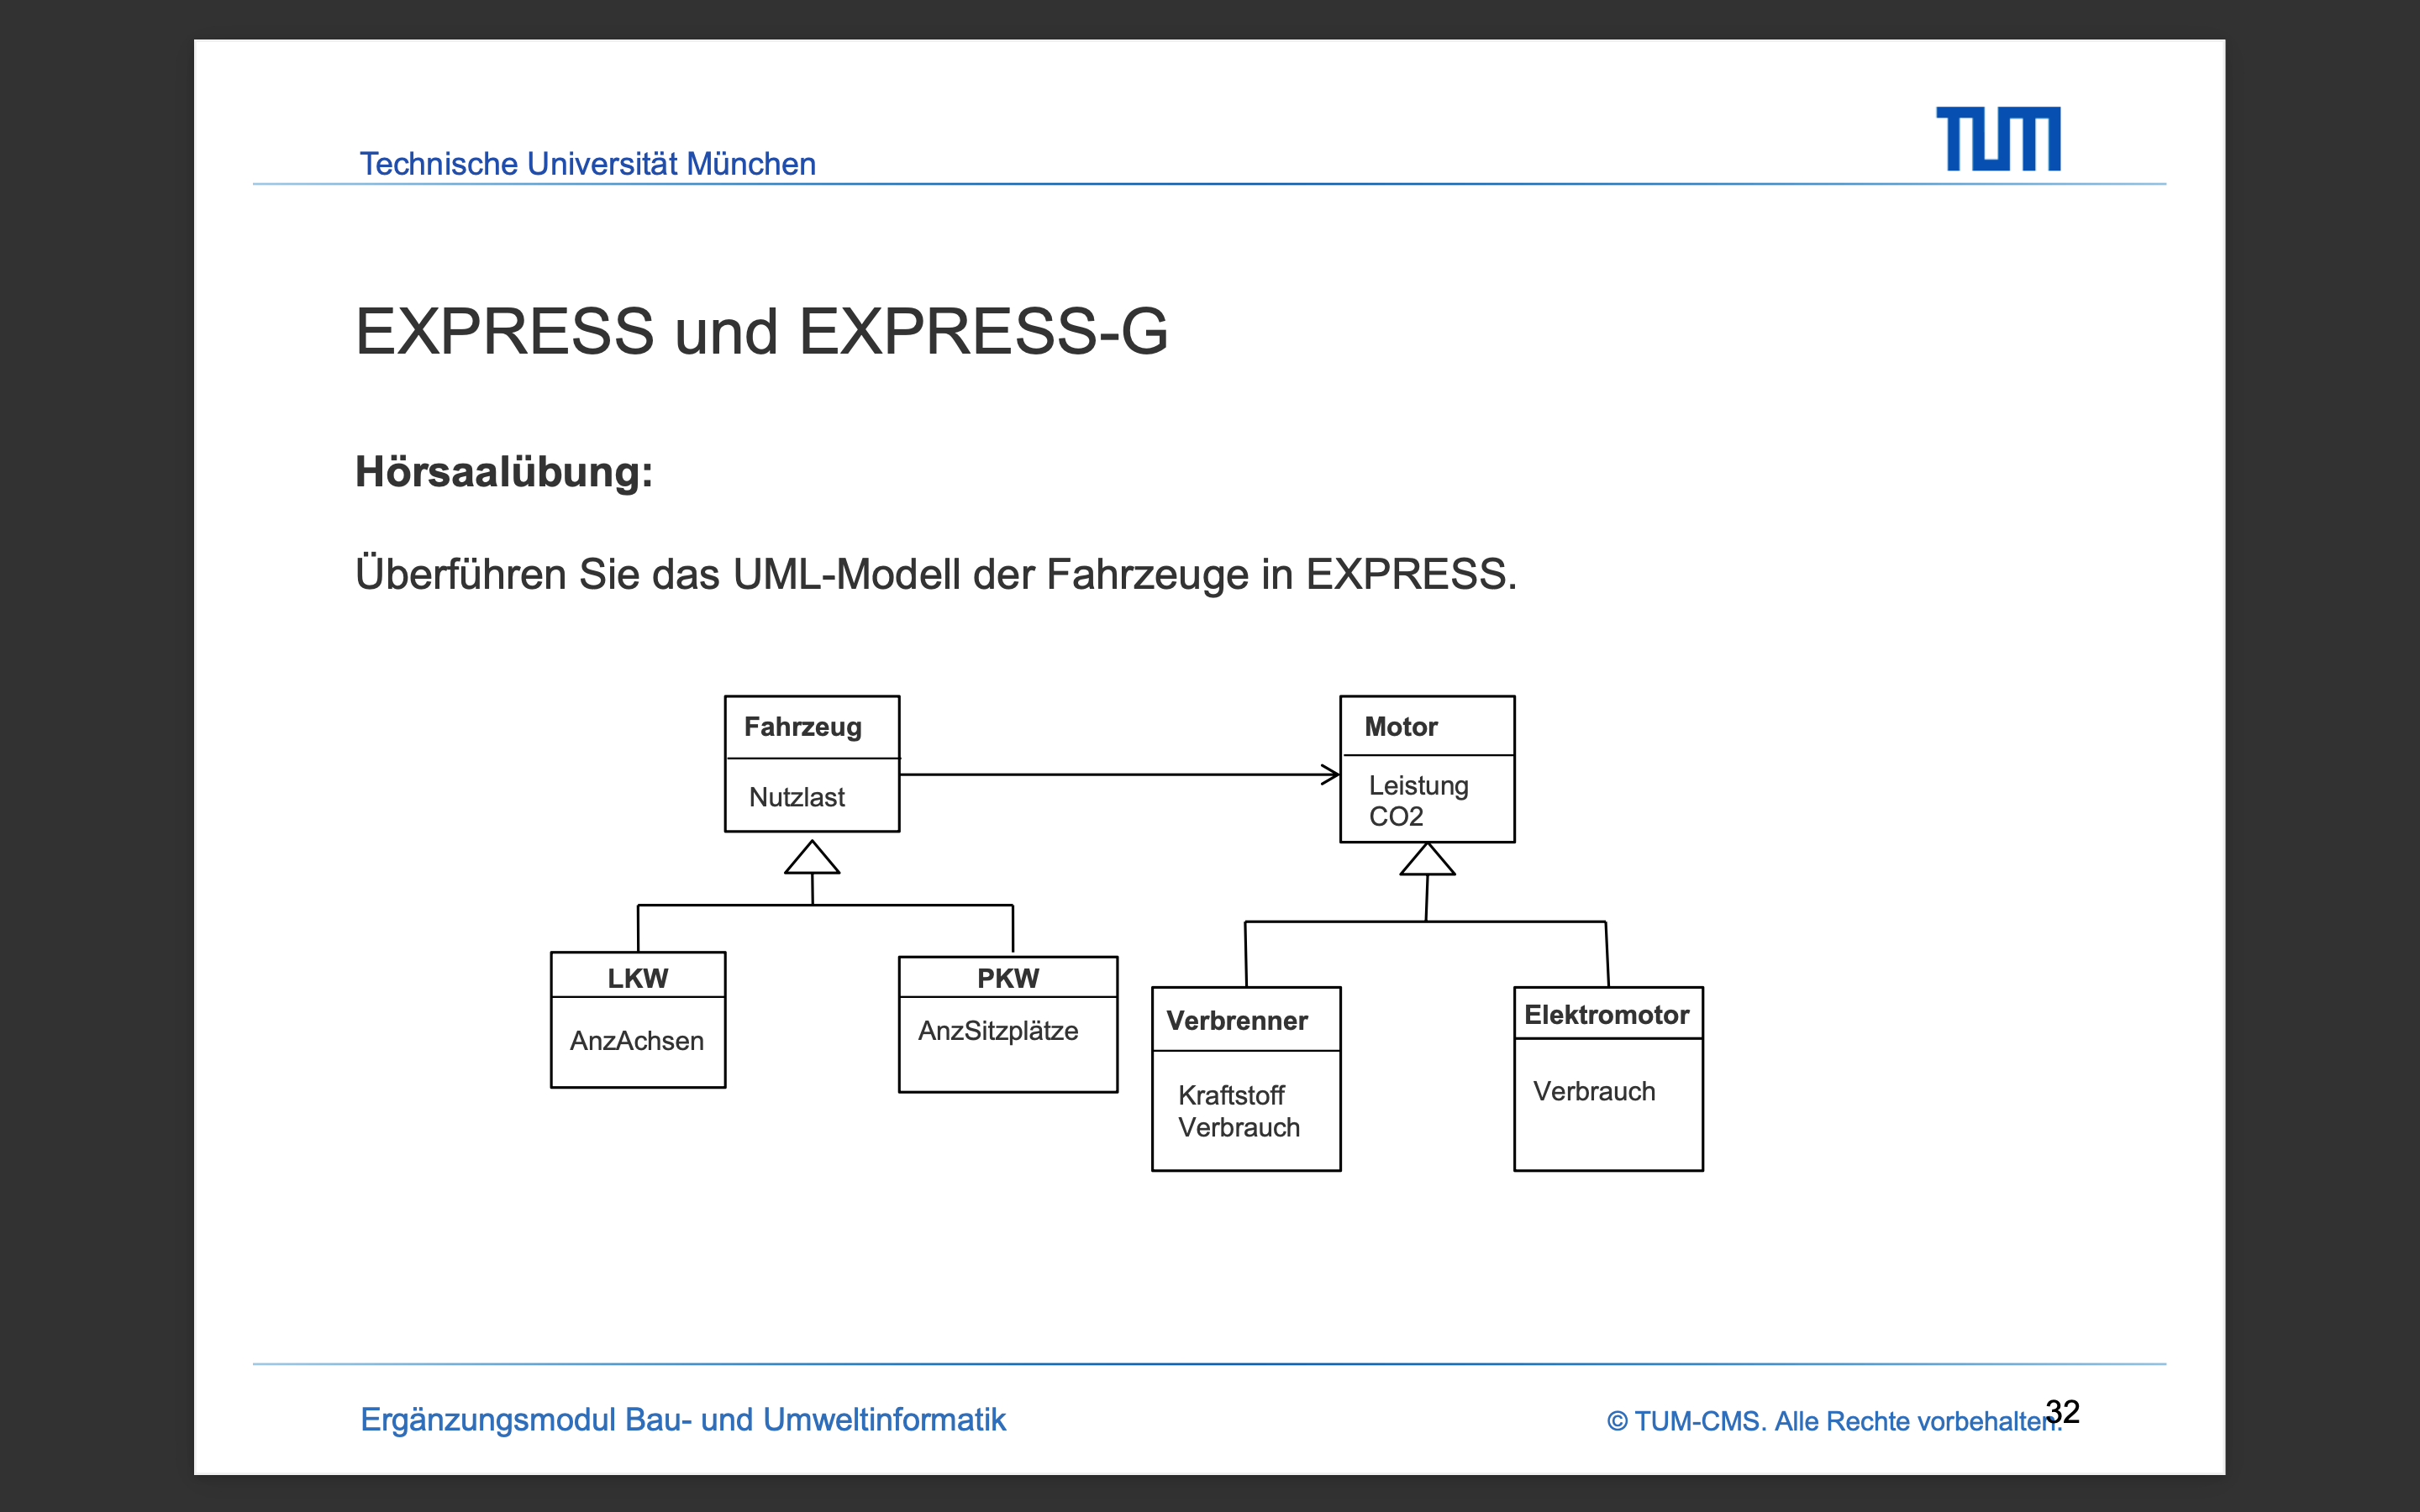 Technische Universität München
TUM
EXPRESS und EXPRESS-G
Hörsaalübung:
Überführen Sie das UML-Modell der Fahrzeuge in EXPRESS.
Fahrzeug
Nutzlast
Motor
Leistung
CO2
LKW
AnzAchsen
PKW
AnzSitzplätze
Verbrenner
Kraftstoff
Verbrauch
Elektromotor
Verbrauch
Ergänzungsmodul Bau- und Umweltinformatik
© TUM-CMS. Alle Rechte vorbehalten.
32